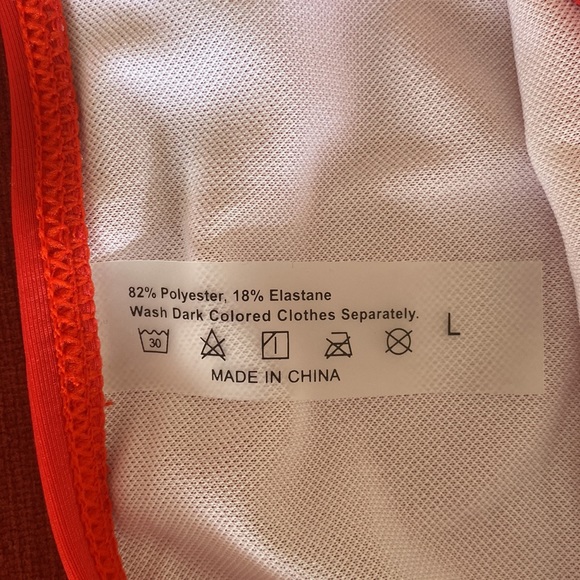 82% Polyester, 18% Elastane
Wash Dark Colored Clothes Separately.
30
L
MADE IN CHINA